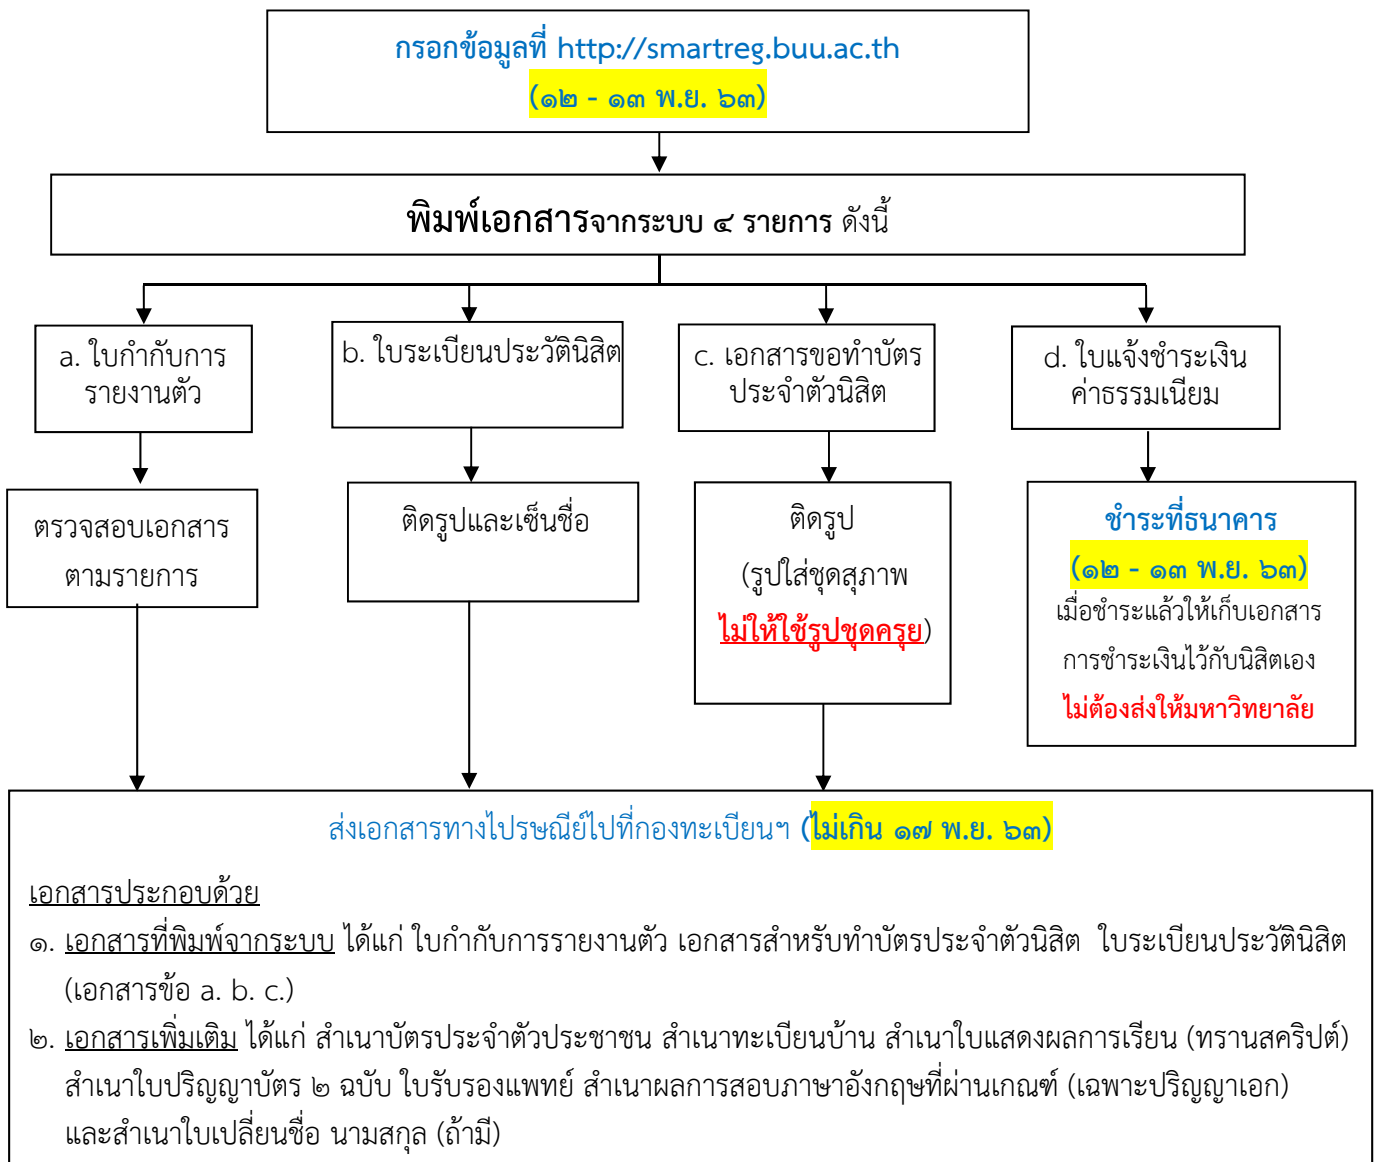 กรอกข้อมูลที่ http://smartreg.buu.ac.th
(๑๒ - ๑๓ พ.ย. ๖๓)
พิมพ์เอกสารจากระบบ ๔ รายการ ดังนี้
a. ใบกำกับการ
รายงานตัว
b. ใบระเบียนประวัตินิสิต
c. เอกสารขอทำบัตร
ประจำตัวนิสิต
d. ใบแจ้งชำระเงิน
ค่าธรรมเนียม
ตรวจสอบเอกสาร
ตามรายการ
ติดรูปและเซ็นชื่อ
ติดรูป
(รูปใส่ชุดสุภาพ
ไม่ให้ใช้รูปชุดครุย)
ชำระที่ธนาคาร
(๑๒ - ๑๓ พ.ย. ๖๓)
เมื่อชำระแล้วให้เก็บเอกสาร
การชำระเงินไว้กับนิสิตเอง
ไม่ต้องส่งให้มหาวิทยาลัย
ส่งเอกสารทางไปรษณีย์ไปที่กองทะเบียนฯ (ไม่เกิน ๑๗ พ.ย. ๖๓)
เอกสารประกอบด้วย
๑. เอกสารที่พิมพ์จากระบบ ได้แก่ ใบกำกับการรายงานตัว เอกสารสำหรับทำบัตรประจำตัวนิสิต ใบระเบียนประวัตินิสิต
(เอกสารข้อ a. b. c.)
๒. เอกสารเพิ่มเติม ได้แก่ สำเนาบัตรประจำตัวประชาชน สำเนาทะเบียนบ้าน สำเนาใบแสดงผลการเรียน (ทรานสคริปต์)
สำเนาใบปริญญาบัตร ๒ ฉบับ ใบรับรองแพทย์ สำเนาผลการสอบภาษาอังกฤษที่ผ่านเกณฑ์ (เฉพาะปริญญาเอก)
และสำเนาใบเปลี่ยนชื่อ นามสกุล (ถ้ามี)